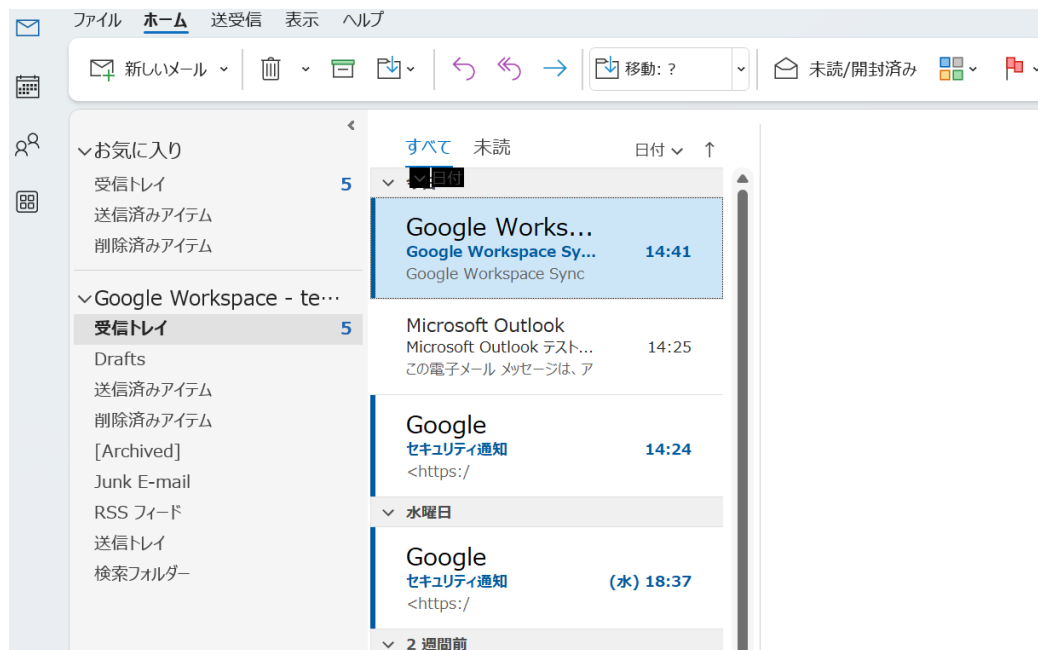 ファイル ホーム 送受信 表示 ヘルプ
新しいメール 移動: ? 未読/開封済み
お気に入り
受信トレイ 5
送信済みアイテム
削除済みアイテム
Google Workspace - te...
受信トレイ 5
Drafts
送信済みアイテム
削除済みアイテム
[Archived]
Junk E-mail
RSS フィード
送信トレイ
検索フォルダー
すべて 未読 日付
日付
Google Works...
Google Workspace Sy... 14:41
Google Workspace Sync
Microsoft Outlook
Microsoft Outlook テスト... 14:25
この電子メール メッセージは、ア
Google
セキュリティ通知 14:24
<https:/
水曜日
Google
セキュリティ通知 (水) 18:37
<https:/
2 週間前